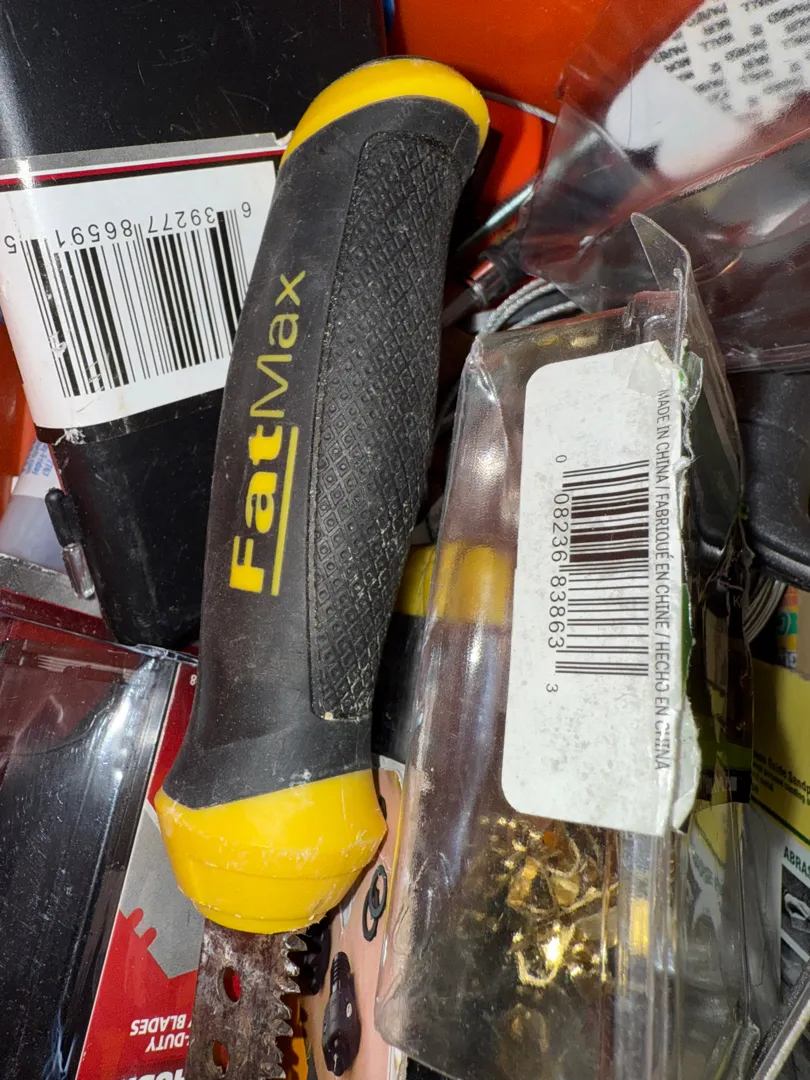 6 39277 86591 5
FatMax
MADE IN CHINA / FABRIQUÉ EN CHINE / HECHO EN CHINA
0 08236 83863 3
-DUTY
BLADES
ABRAS